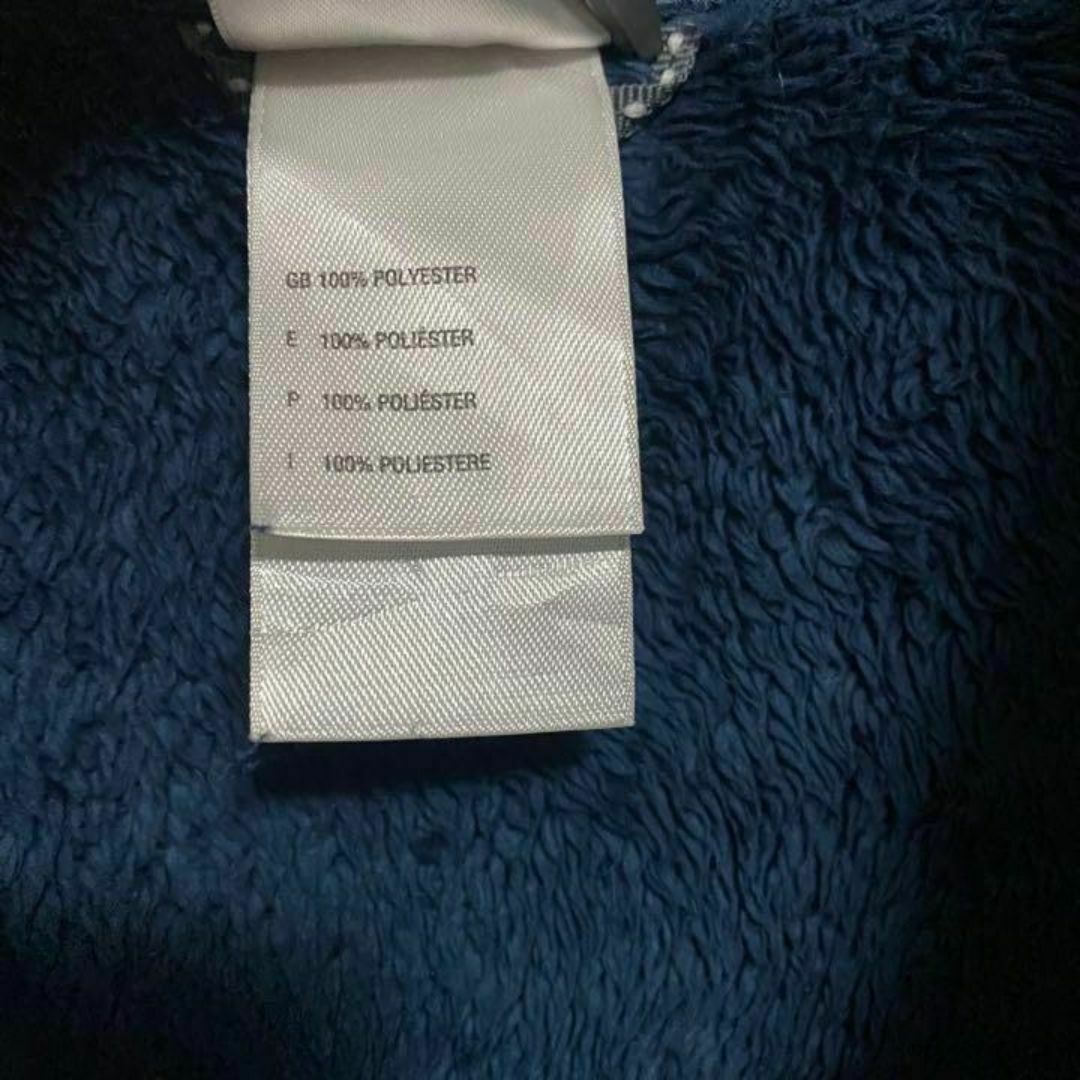 GB 100% POLYESTER
E 100% POLIÉSTER
P 100% POLIÉSTER
I 100% POLIESTERE